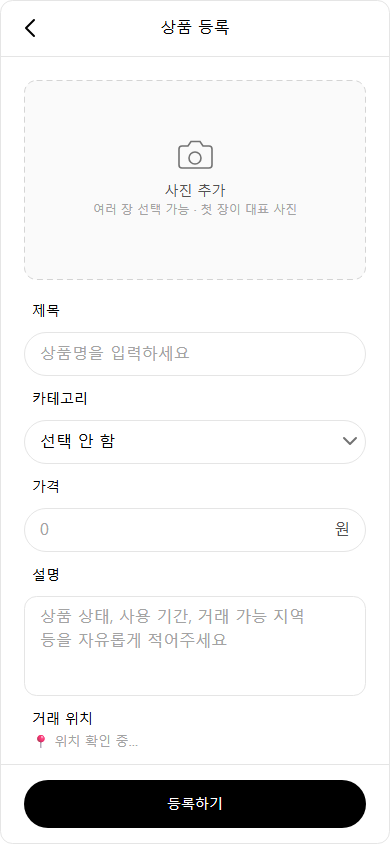 상품 등록
사진 추가
여러 장 선택 가능 · 첫 장이 대표 사진
제목
상품명을 입력하세요
카테고리
선택 안 함
가격
0 원
설명
상품 상태, 사용 기간, 거래 가능 지역
등을 자유롭게 적어주세요
거래 위치
📍 위치 확인 중...
등록하기